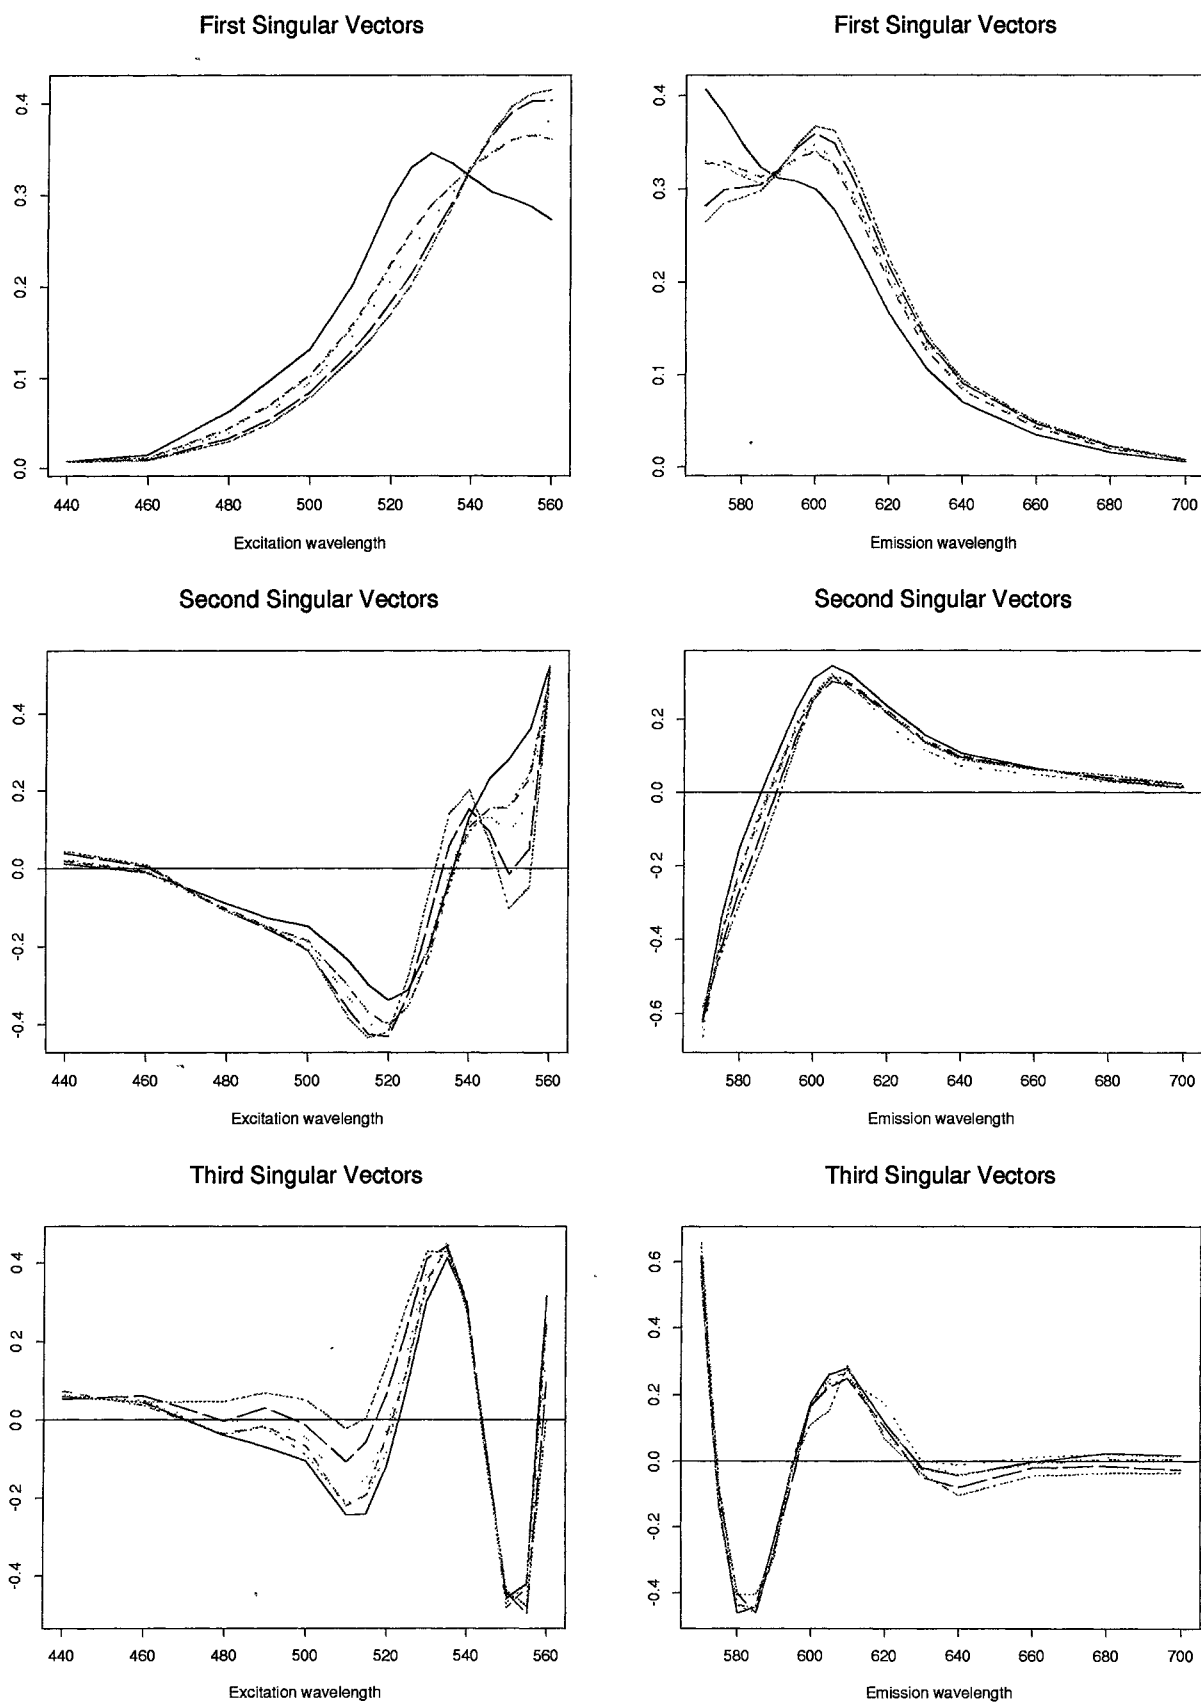 First Singular Vectors
First Singular Vectors
0.4
0.3
0.2
0.1
0.0
440 460 480 500 520 540 560
Excitation wavelength
0.4
0.3
0.2
0.1
0.0
580 600 620 640 660 680 700
Emission wavelength
Second Singular Vectors
Second Singular Vectors
0.4
0.2
0.0
-0.2
-0.4
440 460 480 500 520 540 560
Excitation wavelength
0.2
0.0
-0.2
-0.4
-0.6
580 600 620 640 660 680 700
Emission wavelength
Third Singular Vectors
Third Singular Vectors
0.4
0.2
0.0
-0.2
-0.4
440 460 480 500 520 540 560
Excitation wavelength
0.6
0.4
0.2
0.0
-0.2
-0.4
580 600 620 640 660 680 700
Emission wavelength